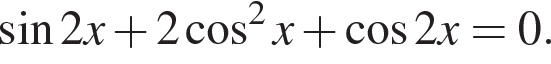 sin 2x + 2 cos² x + cos 2x = 0.